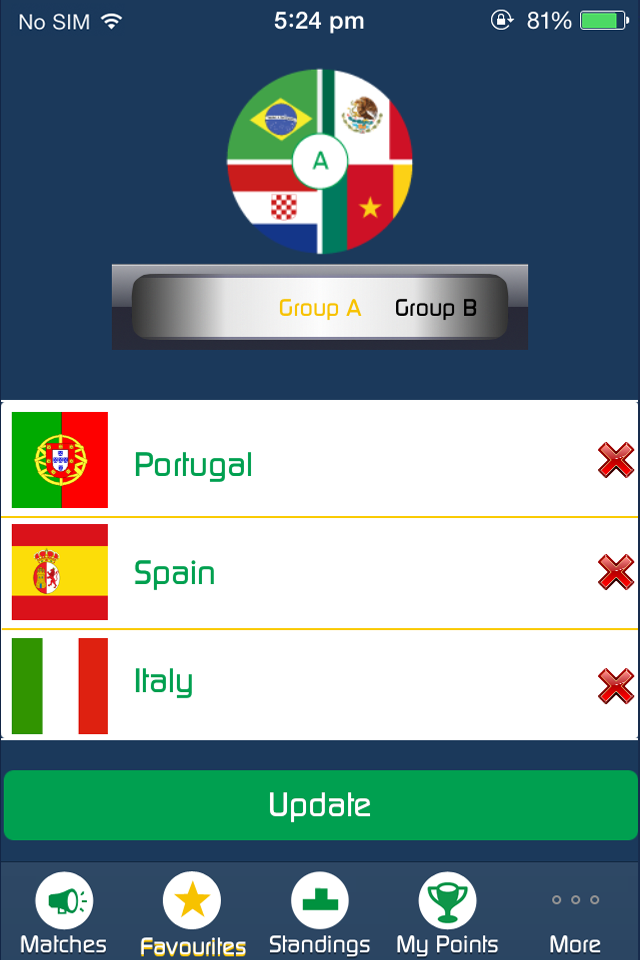 No SIM 5:24 pm 81%
A
Group A Group B
Portugal
Spain
Italy
Update
Matches Favourites Standings My Points More